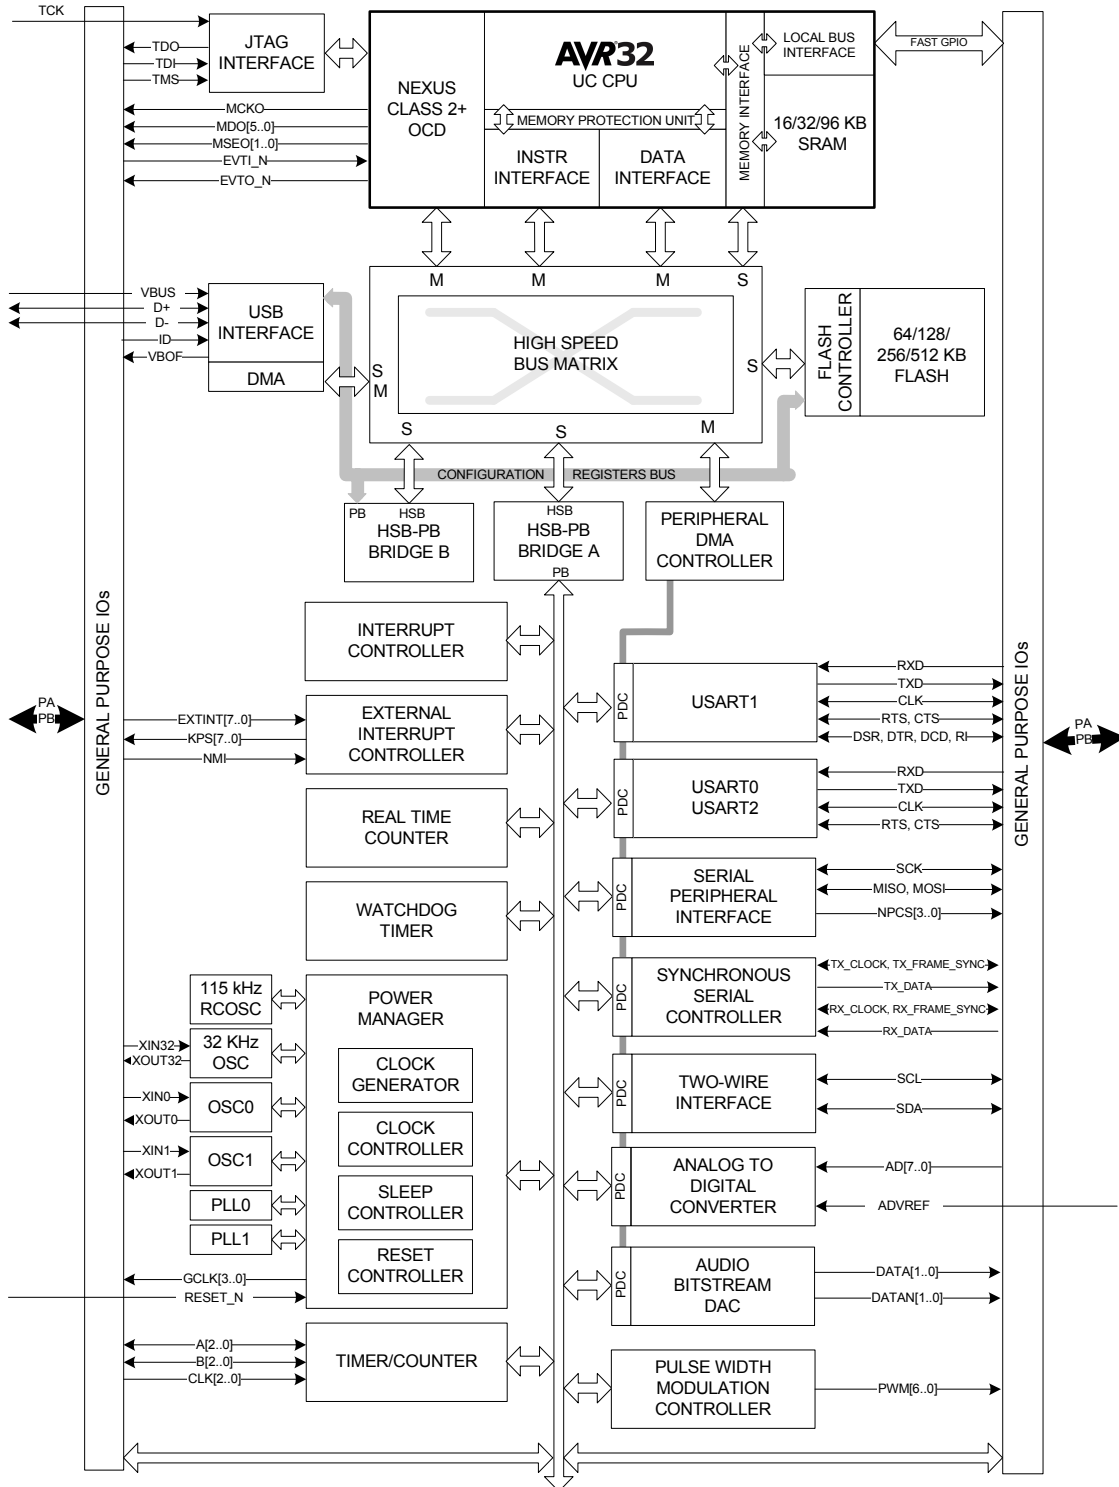 TCK
TDO
TDI
TMS
JTAG
INTERFACE
MCKO
MDO[5..0]
MSEO[1..0]
EVTI_N
EVTO_N
NEXUS
CLASS 2+
OCD
AVR32
UC CPU
MEMORY PROTECTION UNIT
INSTR
INTERFACE
DATA
INTERFACE
MEMORY INTERFACE
LOCAL BUS
INTERFACE
16/32/96 KB
SRAM
FAST GPIO
M
M
M
S
VBUS
D+
D-
ID
VBOF
USB
INTERFACE
DMA
S
M
HIGH SPEED
BUS MATRIX
S
FLASH
CONTROLLER
64/128/
256/512 KB
FLASH
S
S
M
CONFIGURATION REGISTERS BUS
PB
HSB
HSB-PB
BRIDGE B
HSB
HSB-PB
BRIDGE A
PB
PERIPHERAL
DMA
CONTROLLER
GENERAL PURPOSE IOs
PA
PB
GENERAL PURPOSE IOs
PA
PB
INTERRUPT
CONTROLLER
EXTINT[7..0]
KPS[7..0]
NMI
EXTERNAL
INTERRUPT
CONTROLLER
REAL TIME
COUNTER
WATCHDOG
TIMER
115 kHz
RCOSC
XIN32
XOUT32
32 KHz
OSC
XIN0
XOUT0
OSC0
XIN1
XOUT1
OSC1
PLL0
PLL1
GCLK[3..0]
RESET_N
POWER
MANAGER
CLOCK
GENERATOR
CLOCK
CONTROLLER
SLEEP
CONTROLLER
RESET
CONTROLLER
A[2..0]
B[2..0]
CLK[2..0]
TIMER/COUNTER
PDC
USART1
RXD
TXD
CLK
RTS, CTS
DSR, DTR, DCD, RI
PDC
USART0
USART2
RXD
TXD
CLK
RTS, CTS
PDC
SERIAL
PERIPHERAL
INTERFACE
SCK
MISO, MOSI
NPCS[3..0]
PDC
SYNCHRONOUS
SERIAL
CONTROLLER
TX_CLOCK, TX_FRAME_SYNC
TX_DATA
RX_CLOCK, RX_FRAME_SYNC
RX_DATA
PDC
TWO-WIRE
INTERFACE
SCL
SDA
PDC
ANALOG TO
DIGITAL
CONVERTER
AD[7..0]
ADVREF
PDC
AUDIO
BITSTREAM
DAC
DATA[1..0]
DATAN[1..0]
PULSE WIDTH
MODULATION
CONTROLLER
PWM[6..0]